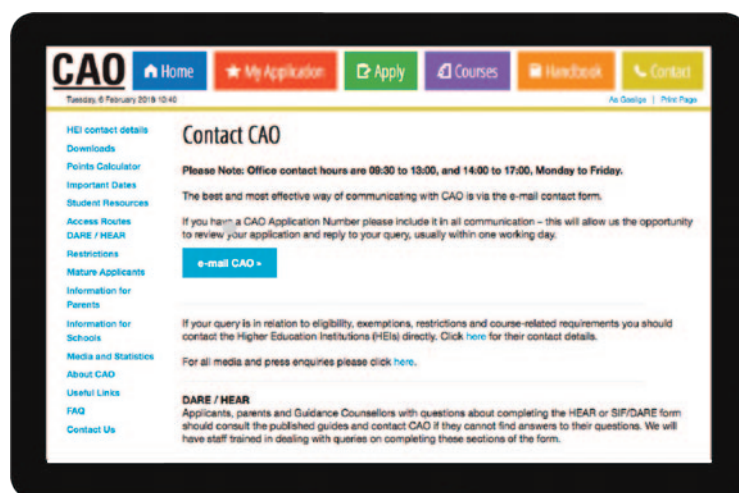 CAO
Home
My Application
Apply
Courses
Handbook
Contact
Tuesday, 6 February 2018 10:40
As Gaeilge | Print Page
HEI contact details
Downloads
Points Calculator
Important Dates
Student Resources
Access Routes
DARE / HEAR
Restrictions
Mature Applicants
Information for
Parents
Information for
Schools
Media and Statistics
About CAO
Useful Links
FAQ
Contact Us
Contact CAO
Please Note: Office contact hours are 09:30 to 13:00, and 14:00 to 17:00, Monday to Friday.
The best and most effective way of communicating with CAO is via the e-mail contact form.
If you have a CAO Application Number please include it in all communication – this will allow us the opportunity
to review your application and reply to your query, usually within one working day.
e-mail CAO »
If your query is in relation to eligibility, exemptions, restrictions and course-related requirements you should
contact the Higher Education Institutions (HEIs) directly. Click here for their contact details.
For all media and press enquiries please click here.
DARE / HEAR
Applicants, parents and Guidance Counsellors with questions about completing the HEAR or SIF/DARE form
should consult the published guides and contact CAO if they cannot find answers to their questions. We will
have staff trained in dealing with queries on completing these sections of the form.